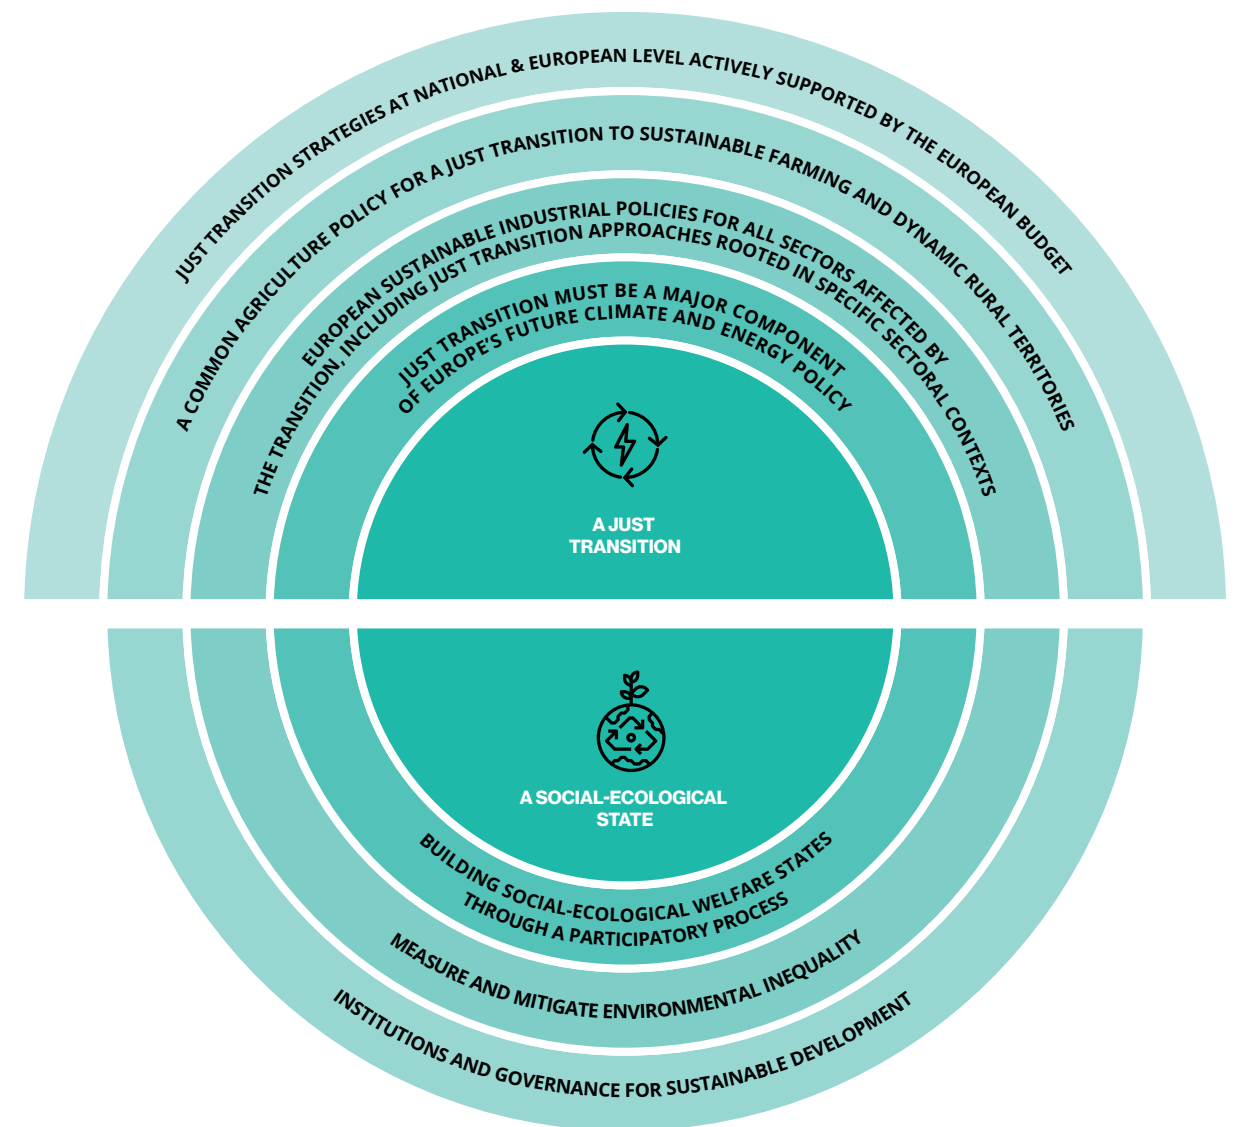 JUST TRANSITION STRATEGIES AT NATIONAL & EUROPEAN LEVEL ACTIVELY SUPPORTED BY THE EUROPEAN BUDGET
A COMMON AGRICULTURE POLICY FOR A JUST TRANSITION TO SUSTAINABLE FARMING AND DYNAMIC RURAL TERRITORIES
EUROPEAN SUSTAINABLE INDUSTRIAL POLICIES FOR ALL SECTORS AFFECTED BY
THE TRANSITION, INCLUDING JUST TRANSITION APPROACHES ROOTED IN SPECIFIC SECTORAL CONTEXTS
JUST TRANSITION MUST BE A MAJOR COMPONENT
OF EUROPE'S FUTURE CLIMATE AND ENERGY POLICY
A JUST
TRANSITION
A SOCIAL-ECOLOGICAL
STATE
BUILDING SOCIAL-ECOLOGICAL WELFARE STATES
THROUGH A PARTICIPATORY PROCESS
MEASURE AND MITIGATE ENVIRONMENTAL INEQUALITY
INSTITUTIONS AND GOVERNANCE FOR SUSTAINABLE DEVELOPMENT